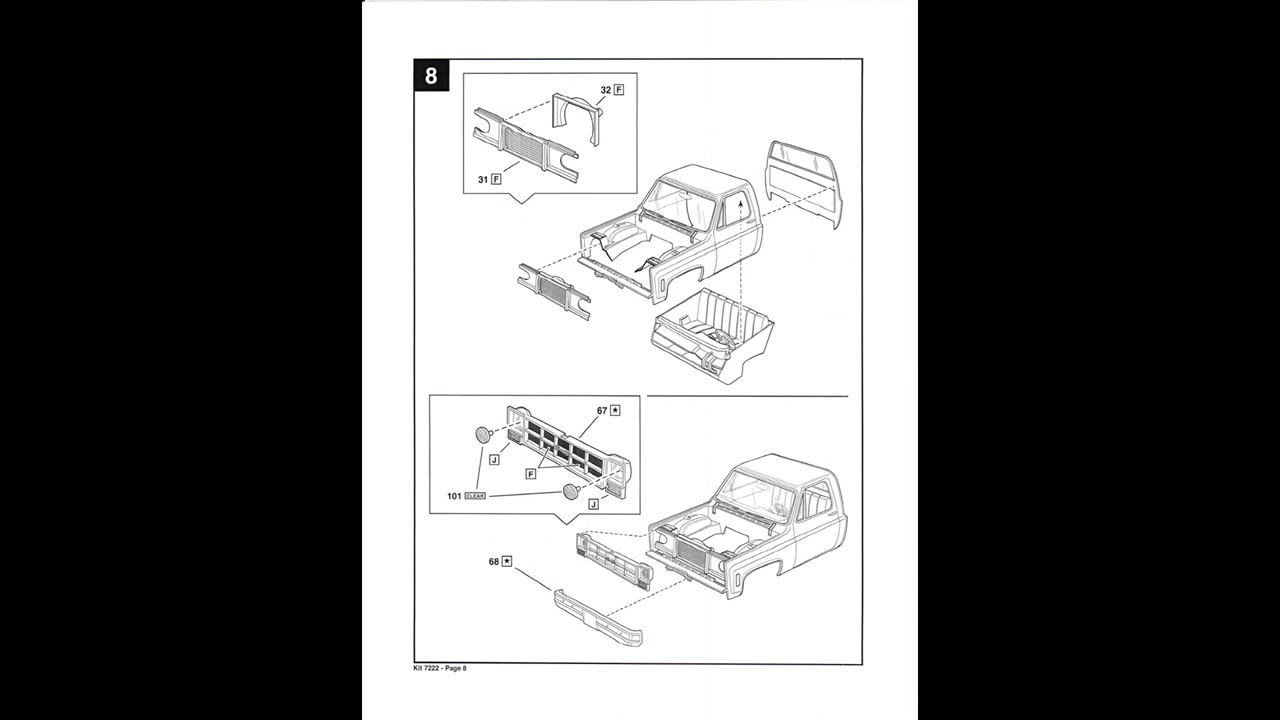 8
32 F
31 F
67 ★
J
F
101 CLEAR
J
68 ★
Kit 7222 - Page 8